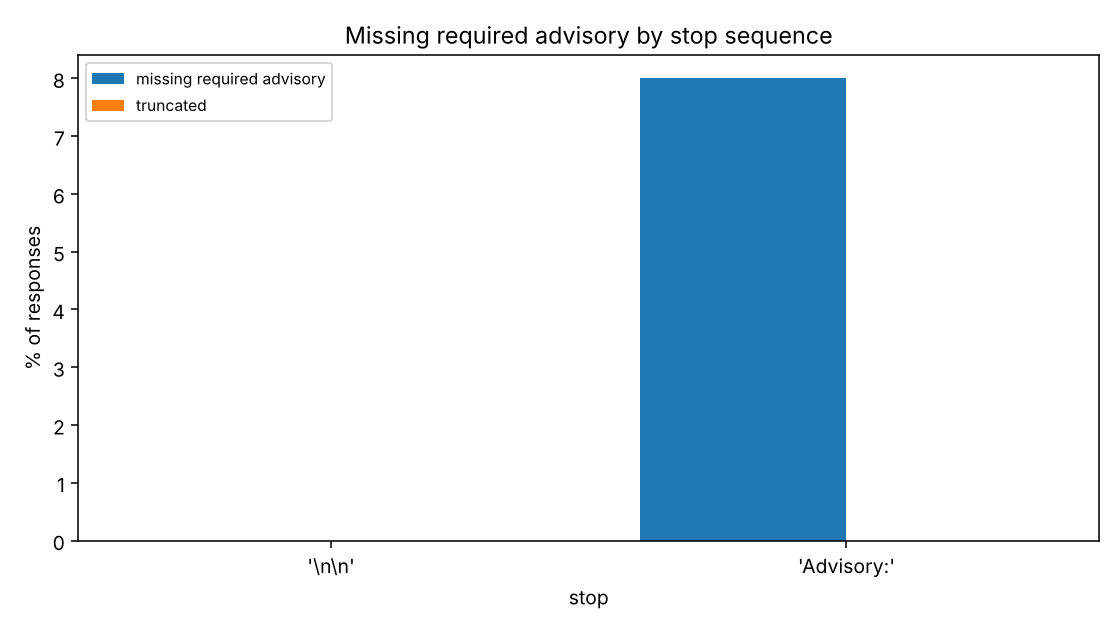 Missing required advisory by stop sequence
missing required advisory
truncated
8
7
6
5
4
3
2
1
0
% of responses
'\n\n'
'Advisory:'
stop